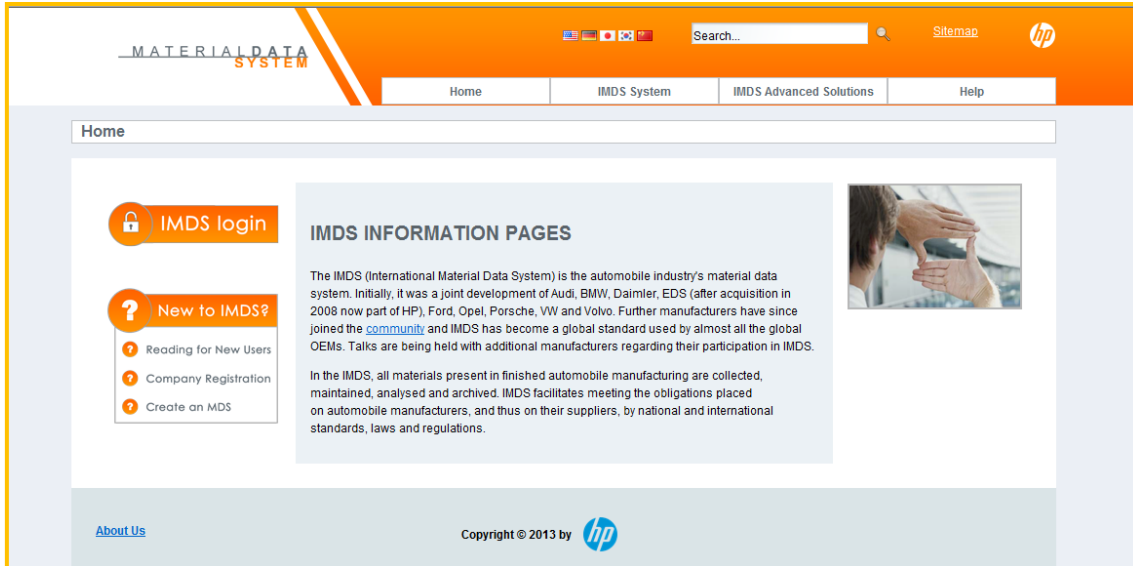 MATERIALDATA
SYSTEM
Search...
Sitemap
hp
Home
IMDS System
IMDS Advanced Solutions
Help
Home
IMDS login
New to IMDS?
Reading for New Users
Company Registration
Create an MDS
IMDS INFORMATION PAGES
The IMDS (International Material Data System) is the automobile industry's material data
system. Initially, it was a joint development of Audi, BMW, Daimler, EDS (after acquisition in
2008 now part of HP), Ford, Opel, Porsche, VW and Volvo. Further manufacturers have since
joined the community and IMDS has become a global standard used by almost all the global
OEMs. Talks are being held with additional manufacturers regarding their participation in IMDS.
In the IMDS, all materials present in finished automobile manufacturing are collected,
maintained, analysed and archived. IMDS facilitates meeting the obligations placed
on automobile manufacturers, and thus on their suppliers, by national and international
standards, laws and regulations.
About Us
Copyright © 2013 by hp